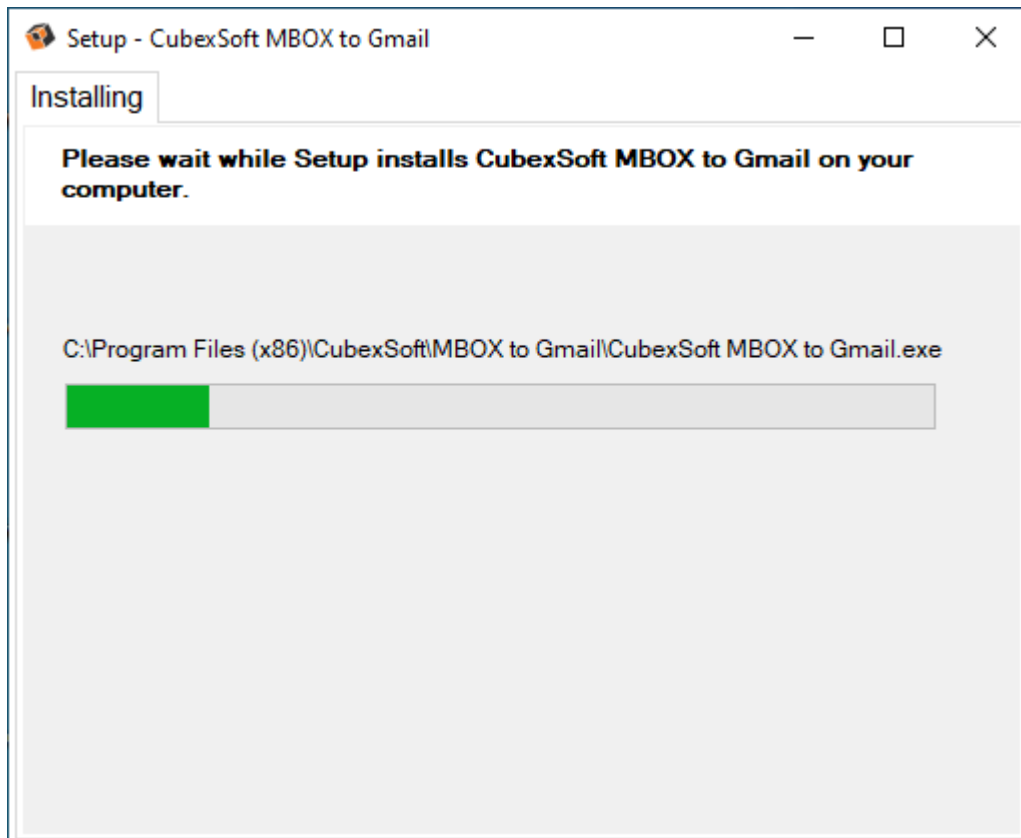 Setup - CubexSoft MBOX to Gmail
Installing
Please wait while Setup installs CubexSoft MBOX to Gmail on your
computer.
C:\Program Files (x86)\CubexSoft\MBOX to Gmail\CubexSoft MBOX to Gmail.exe